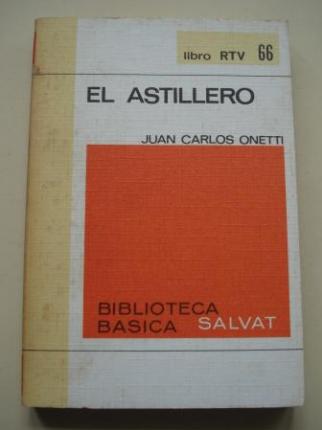 libro RTV 66
EL ASTILLERO
JUAN CARLOS ONETTI
BIBLIOTECA
BASICA SALVAT